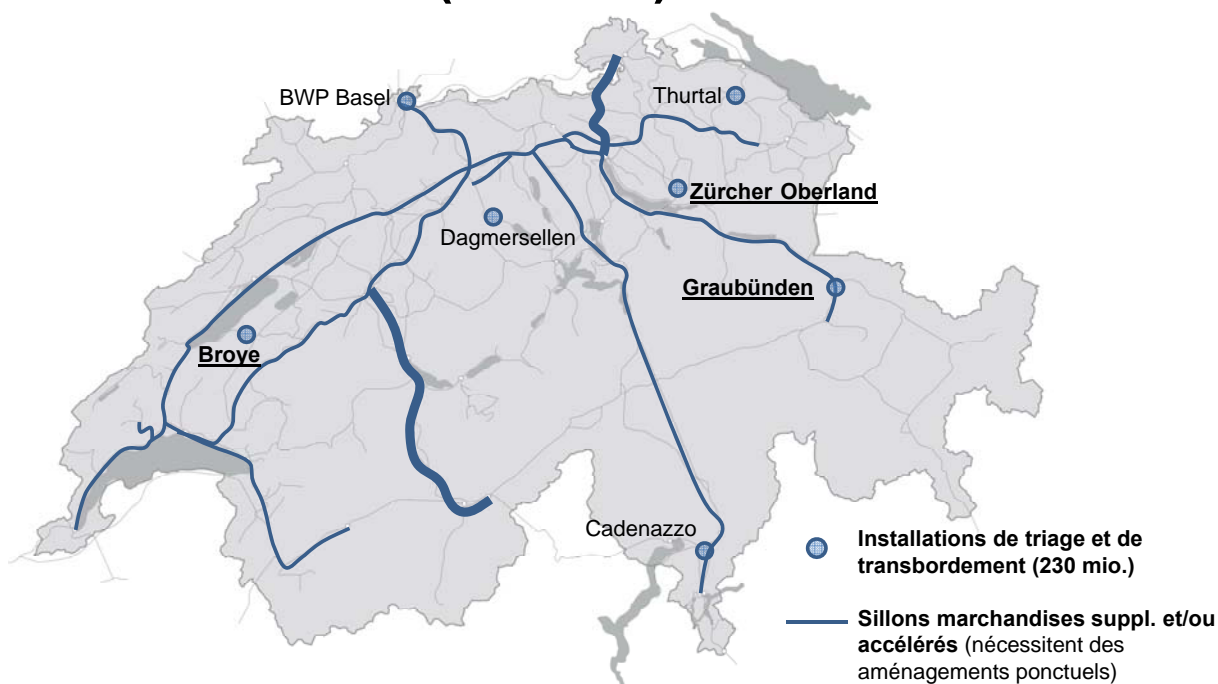 BWP Basel
Thurtal
Zürcher Oberland
Dagmersellen
Graubünden
Broye
Cadenazzo
Installations de triage et de
transbordement (230 mio.)
Sillons marchandises suppl. et/ou
accélérés (nécessitent des
aménagements ponctuels)